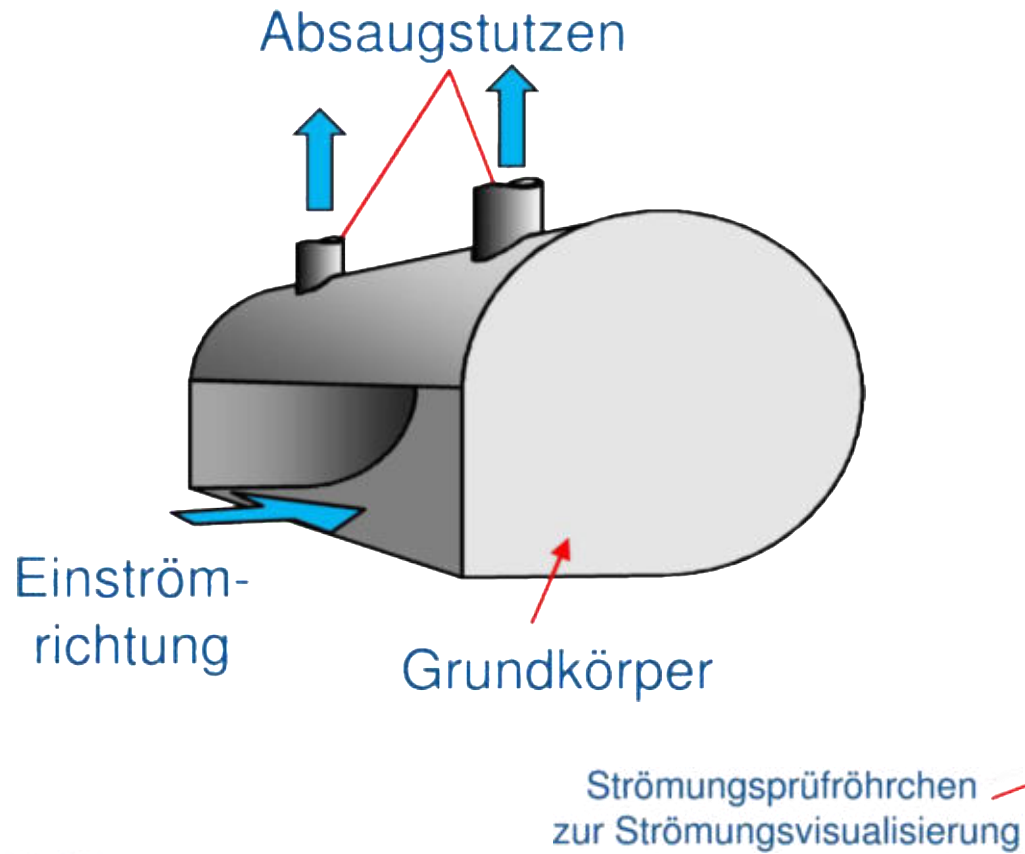 Absaugstutzen
Einström-
richtung
Grundkörper
Strömungsprüfröhrchen
zur Strömungsvisualisierung